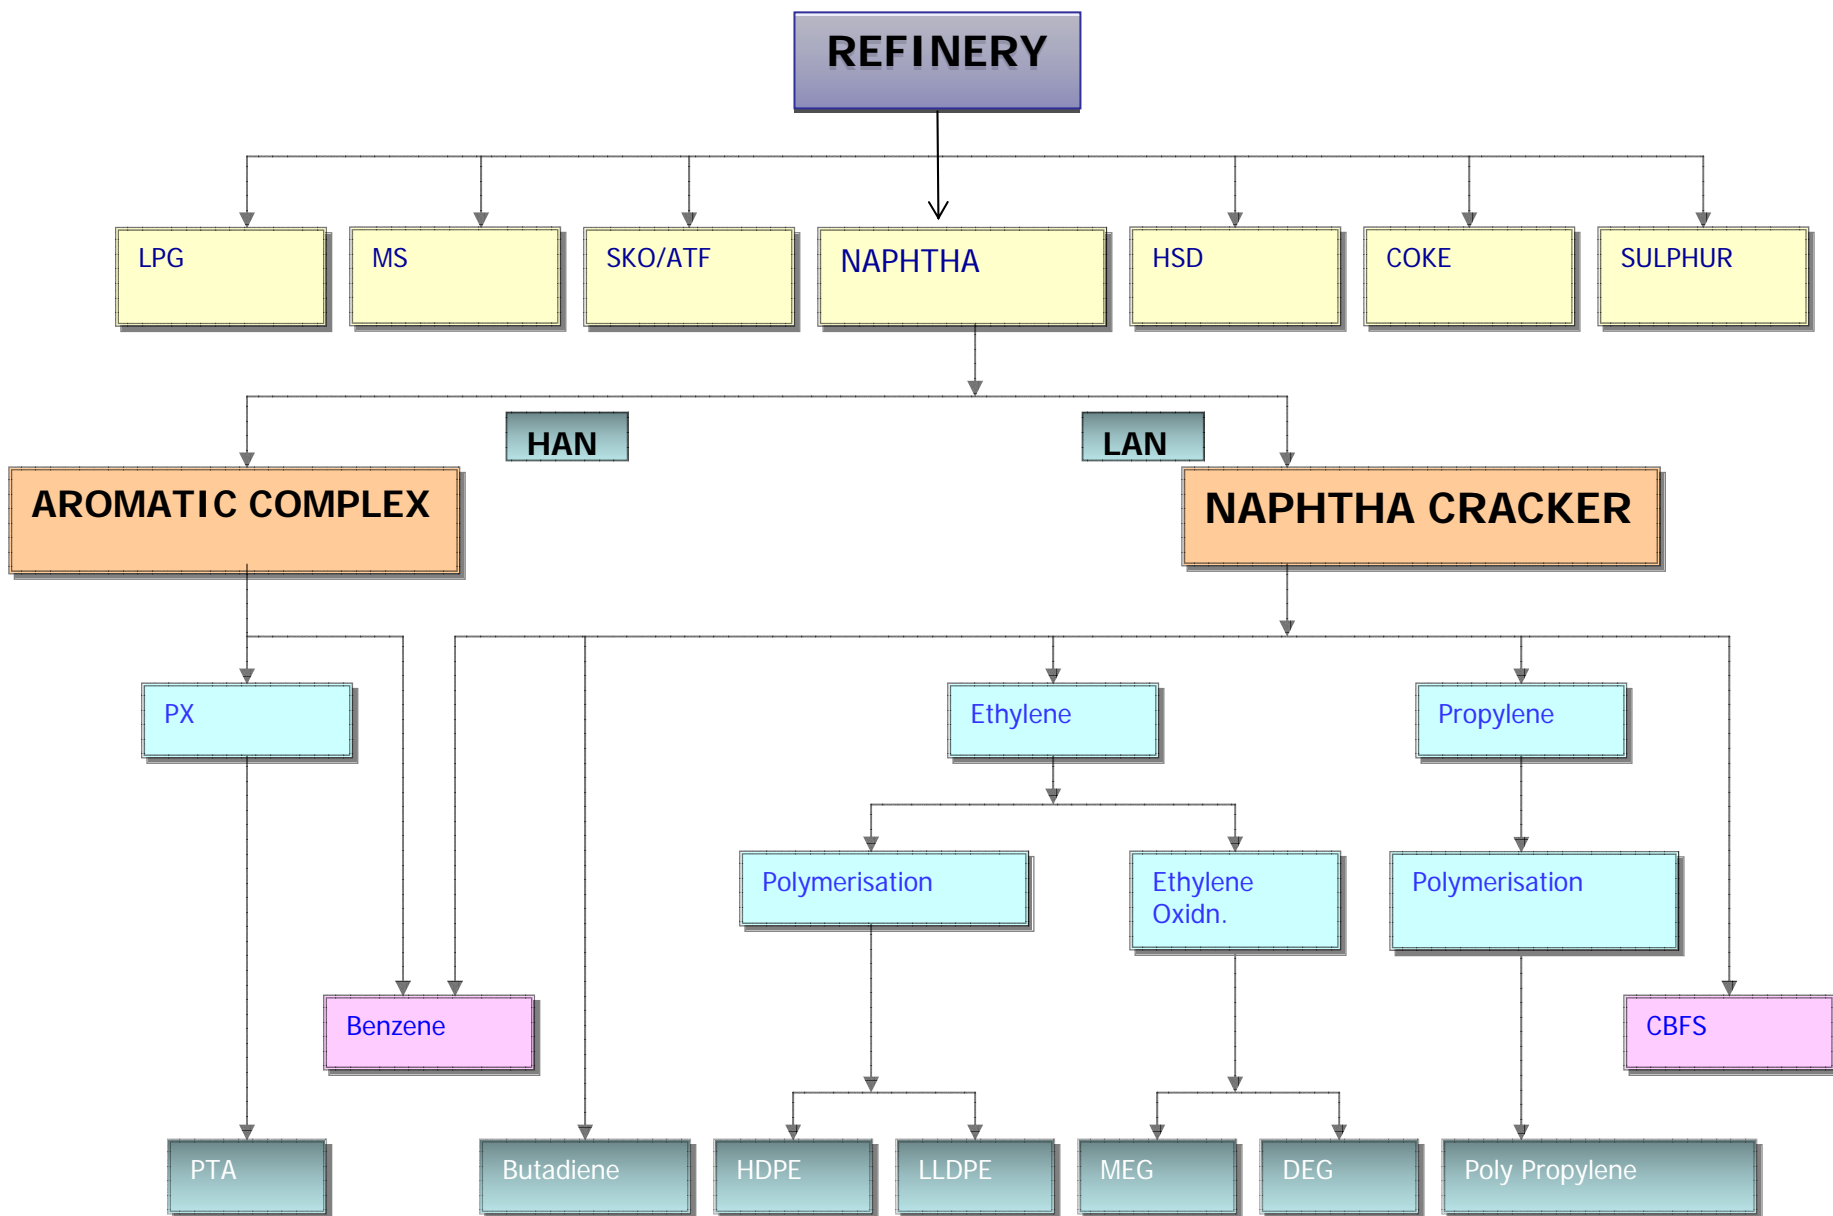 REFINERY
LPG
MS
SKO/ATF
NAPHTHA
HSD
COKE
SULPHUR
HAN
LAN
AROMATIC COMPLEX
NAPHTHA CRACKER
PX
Ethylene
Propylene
Polymerisation
Ethylene
Oxidn.
Polymerisation
Benzene
CBFS
PTA
Butadiene
HDPE
LLDPE
MEG
DEG
Poly Propylene